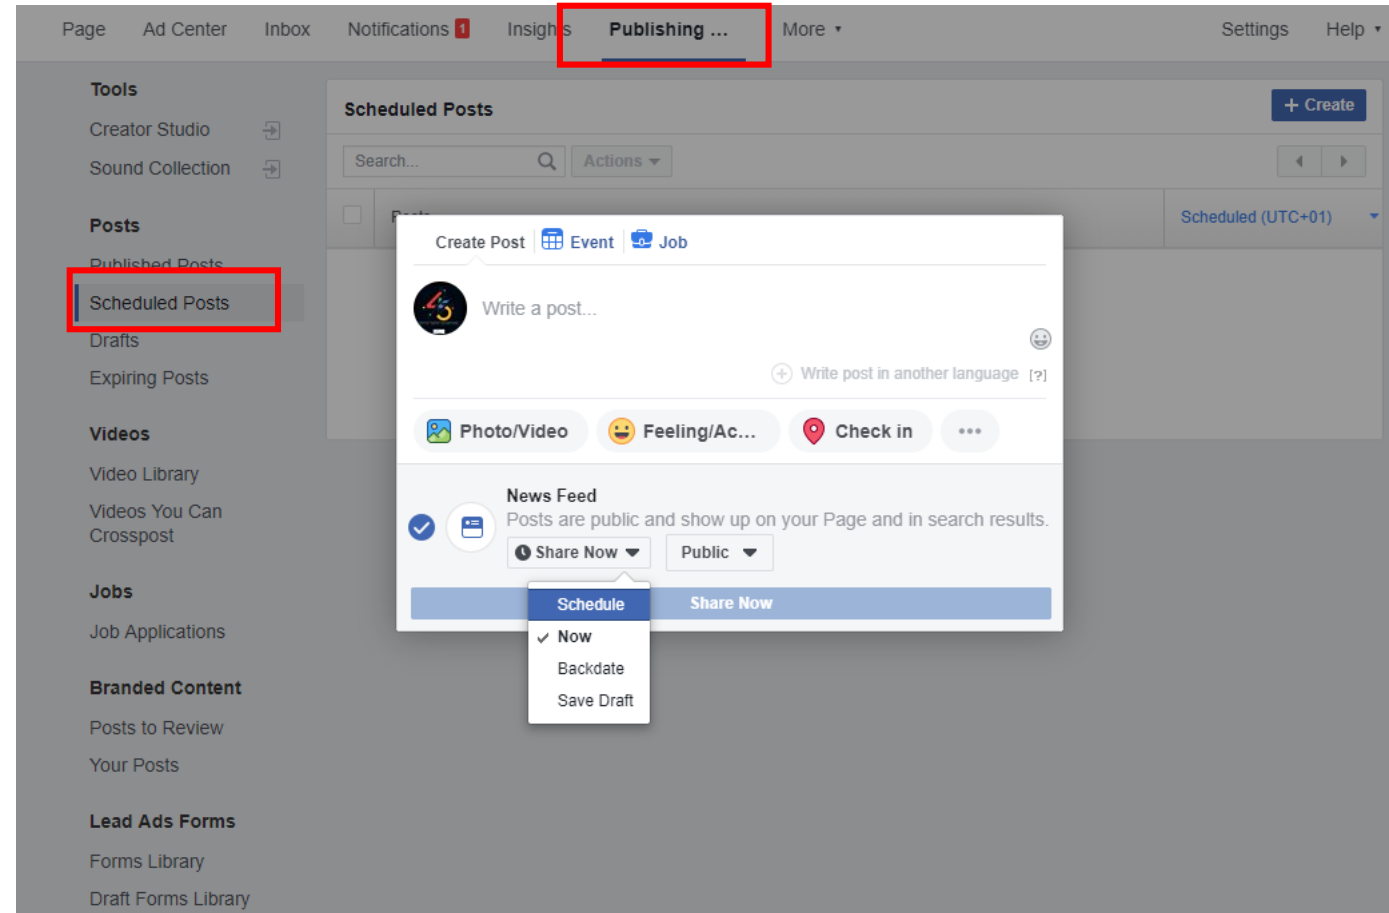 Page Ad Center Inbox Notifications 1 Insights Publishing ... More Settings Help
Tools
Creator Studio
Sound Collection
Posts
Published Posts
Scheduled Posts
Drafts
Expiring Posts
Videos
Video Library
Videos You Can
Crosspost
Jobs
Job Applications
Branded Content
Posts to Review
Your Posts
Lead Ads Forms
Forms Library
Draft Forms Library
Scheduled Posts + Create
Search... Actions
Posts Scheduled (UTC+01)
Create Post Event Job
45
Write a post...
Write post in another language [?]
Photo/Video Feeling/Ac... Check in •••
News Feed
Posts are public and show up on your Page and in search results.
Share Now Public
Share Now
Schedule
Now
Backdate
Save Draft